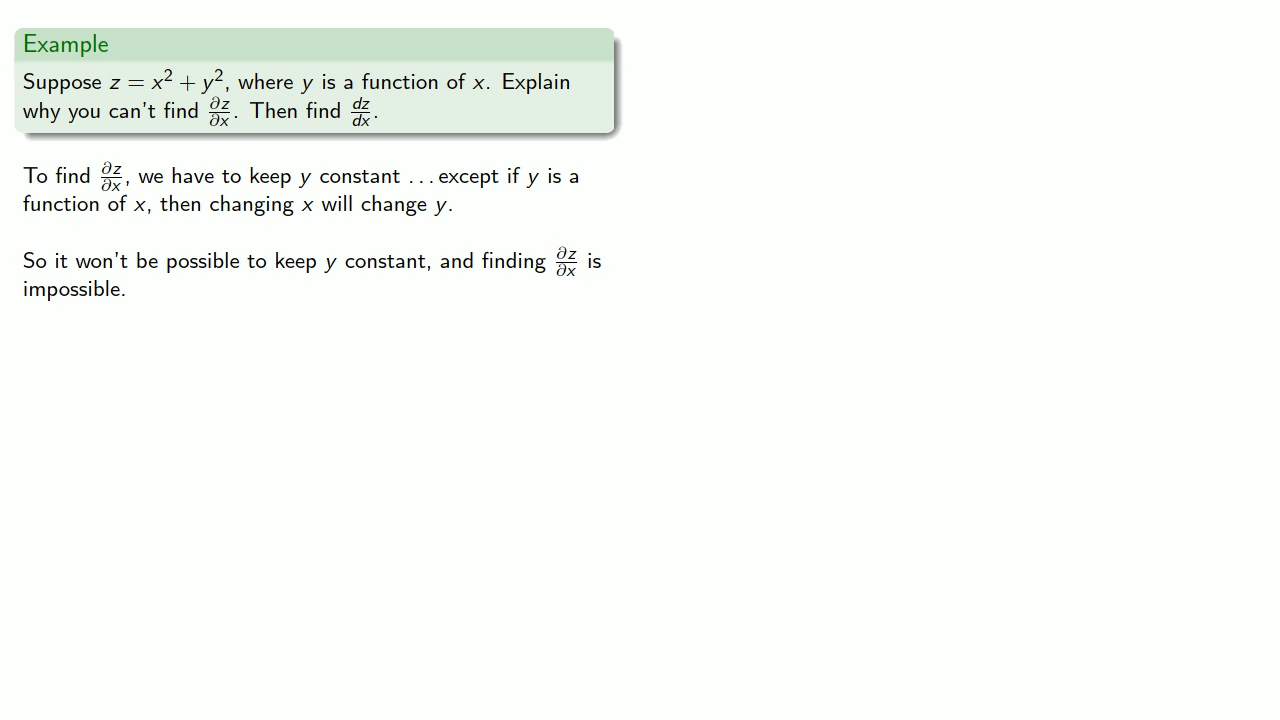 Example
Suppose z = x² + y², where y is a function of x. Explain
why you can't find ∂z/∂x. Then find dz/dx.
To find ∂z/∂x, we have to keep y constant ...except if y is a
function of x, then changing x will change y.
So it won't be possible to keep y constant, and finding ∂z/∂x is
impossible.